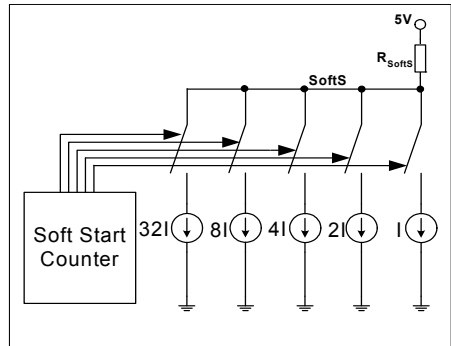 5V
RSoftS
SoftS
Soft Start
Counter
32I
8I
4I
2I
I